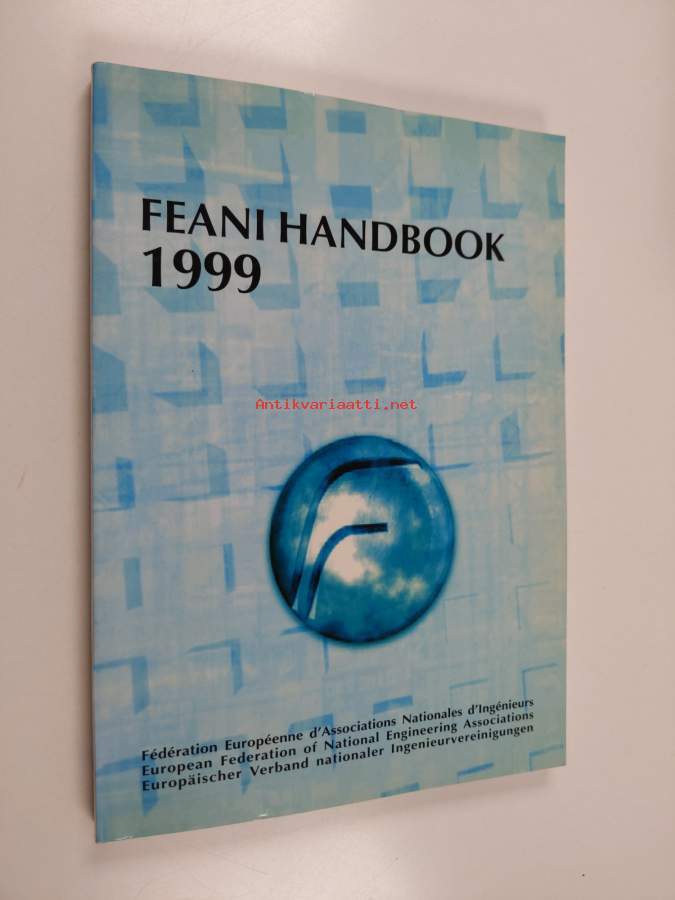 FEANI HANDBOOK
1999
Antikvariaatti.net
Fédération Européenne d'Associations Nationales d'Ingénieurs
European Federation of National Engineering Associations
Europäischer Verband nationaler Ingenieurvereinigungen